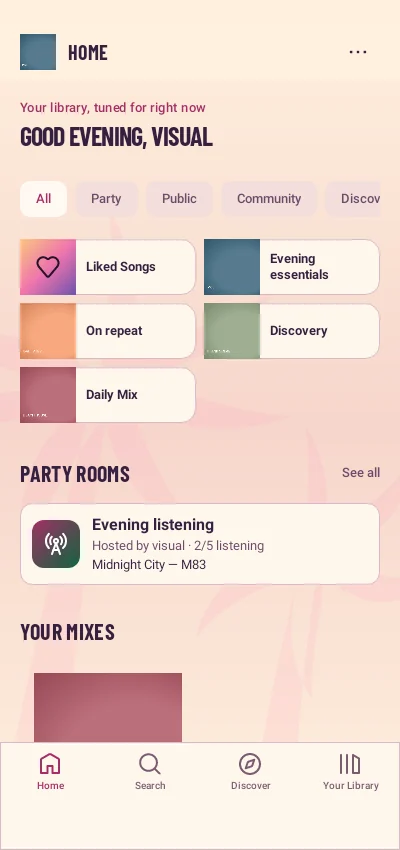 HOME
Your library, tuned for right now
GOOD EVENING, VISUAL
All
Party
Public
Community
Discov
Liked Songs
Evening
essentials
On repeat
Discovery
Daily Mix
PARTY ROOMS
See all
Evening listening
Hosted by visual · 2/5 listening
Midnight City — M83
YOUR MIXES
Home
Search
Discover
Your Library